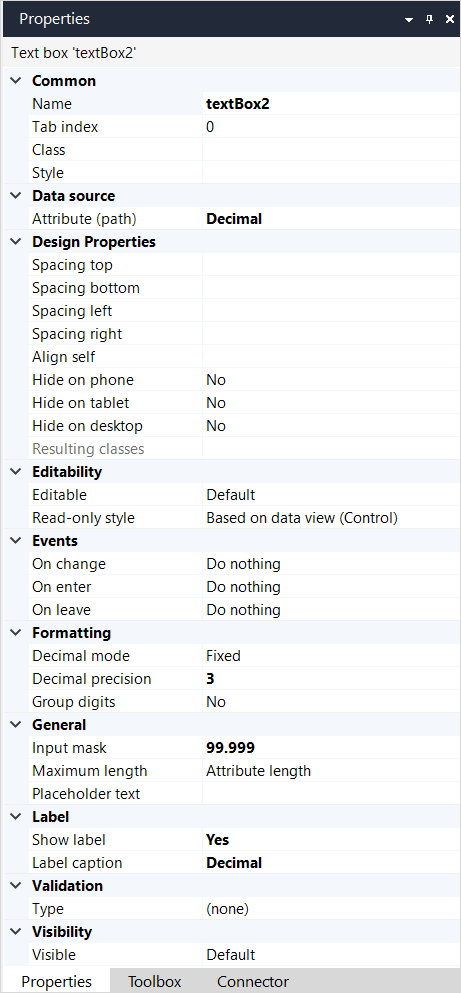 Properties
Text box 'textBox2'
Common
Name textBox2
Tab index 0
Class
Style
Data source
Attribute (path) Decimal
Design Properties
Spacing top
Spacing bottom
Spacing left
Spacing right
Align self
Hide on phone No
Hide on tablet No
Hide on desktop No
Resulting classes
Editability
Editable Default
Read-only style Based on data view (Control)
Events
On change Do nothing
On enter Do nothing
On leave Do nothing
Formatting
Decimal mode Fixed
Decimal precision 3
Group digits No
General
Input mask 99.999
Maximum length Attribute length
Placeholder text
Label
Show label Yes
Label caption Decimal
Validation
Type (none)
Visibility
Visible Default
Properties Toolbox Connector